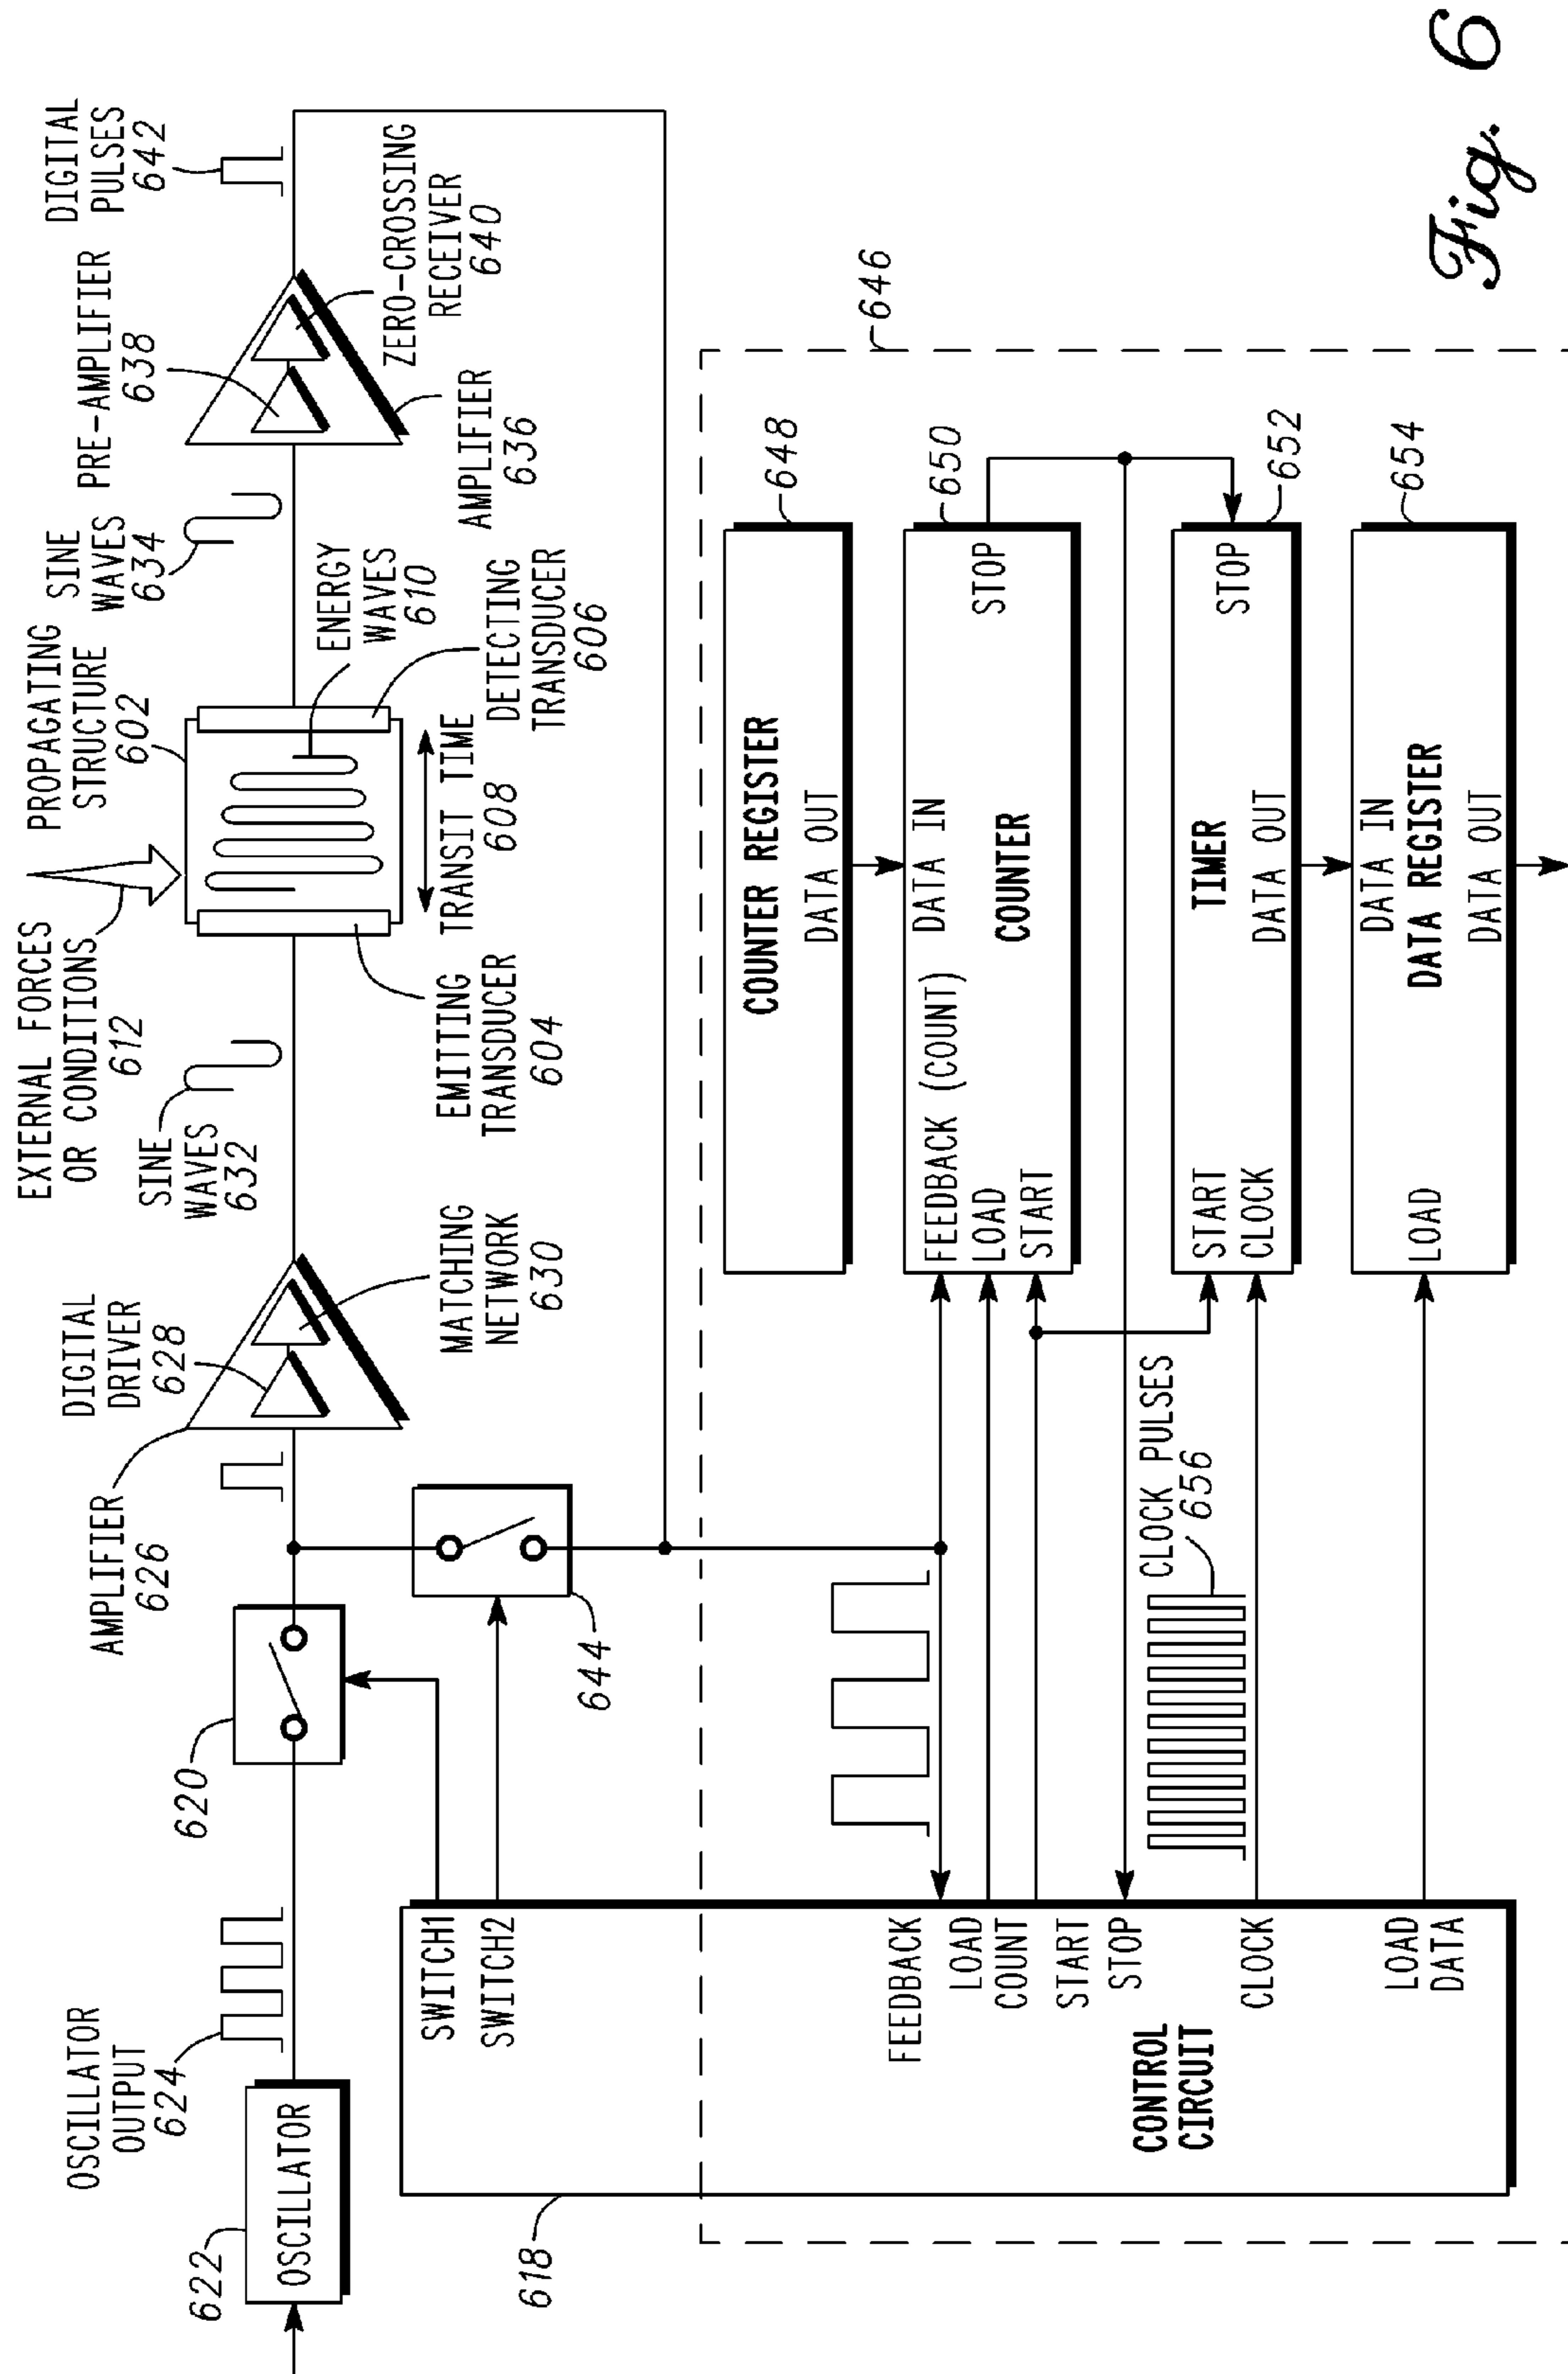 OSCILLATOR
OUTPUT
624
622
OSCILLATOR
620
AMPLIFIER
626
DIGITAL
DRIVER
628
MATCHING
NETWORK
630
EXTERNAL FORCES
OR CONDITIONS
612
SINE
WAVES
632
EMITTING
TRANSDUCER
604
PROPAGATING
STRUCTURE
602
TRANSIT TIME
608
ENERGY
WAVES
610
DETECTING
TRANSDUCER
606
SINE
WAVES
634
PRE-AMPLIFIER
638
AMPLIFIER
636
ZERO-CROSSING
RECEIVER
640
DIGITAL
PULSES
642
644
618
SWITCH1
SWITCH2
FEEDBACK
LOAD
COUNT
START
STOP
CLOCK
LOAD
DATA
CONTROL
CIRCUIT
CLOCK PULSES
656
646
COUNTER REGISTER
DATA OUT
648
FEEDBACK (COUNT)
DATA IN
LOAD
START
COUNTER
STOP
650
START
CLOCK
TIMER
DATA OUT
STOP
652
LOAD
DATA IN
DATA REGISTER
DATA OUT
654
Fig. 6